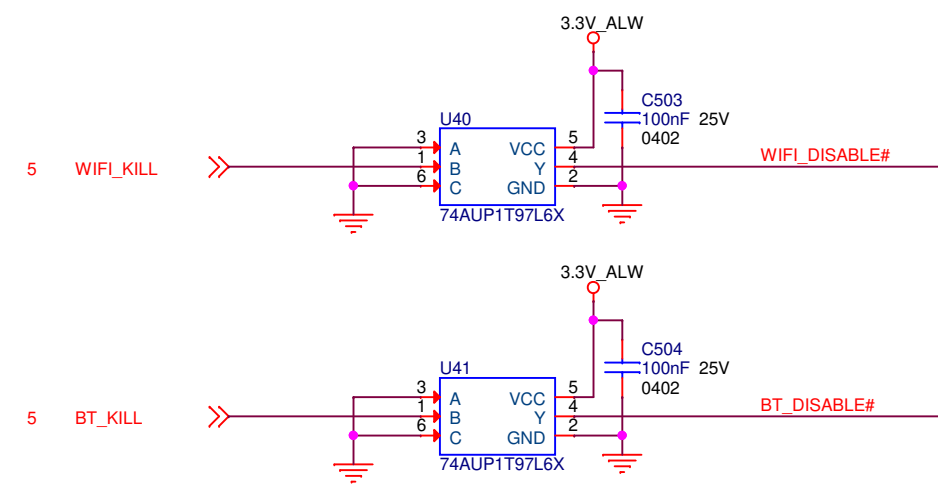 3.3V_ALW
C503
100nF 25V
0402
U40
3 A VCC 5
1 B Y 4
6 C GND 2
74AUP1T97L6X
5 WIFI_KILL
WIFI_DISABLE#
3.3V_ALW
C504
100nF 25V
0402
U41
3 A VCC 5
1 B Y 4
6 C GND 2
74AUP1T97L6X
5 BT_KILL
BT_DISABLE#